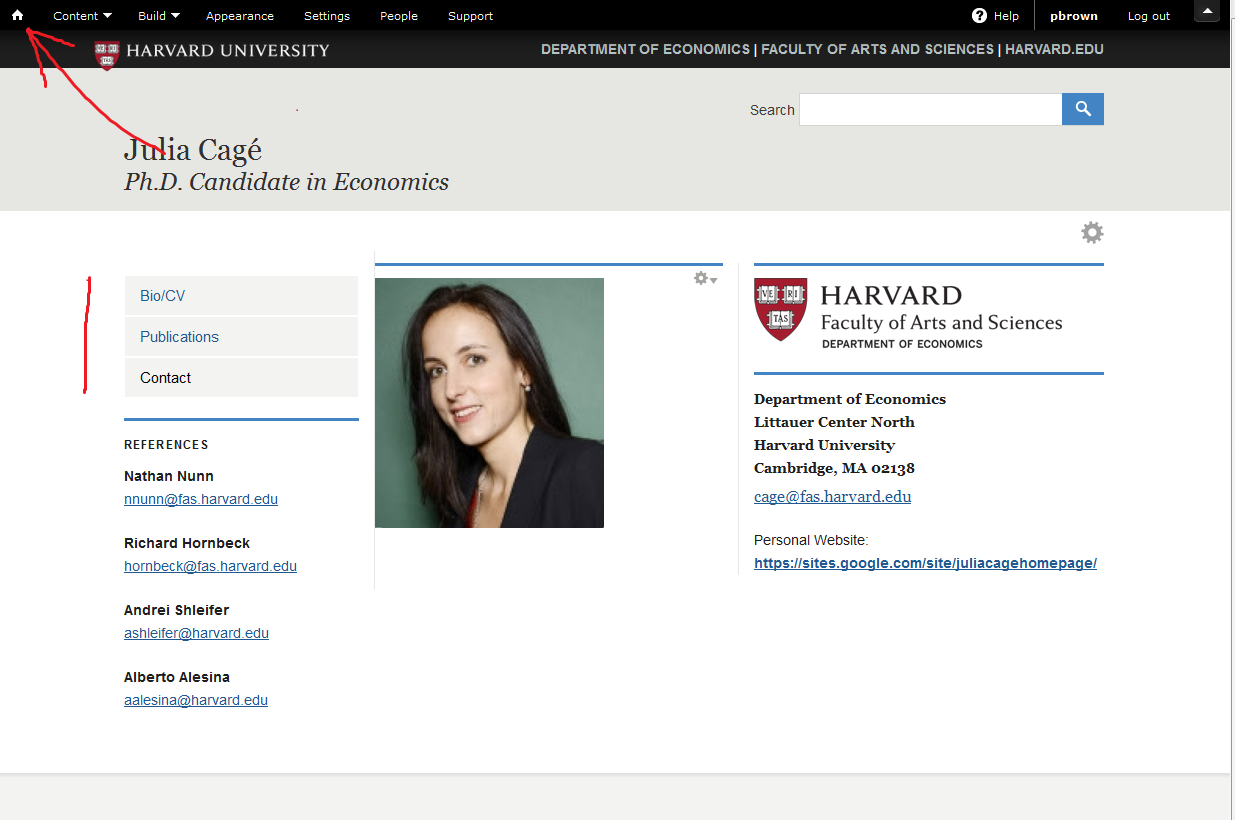 Content Build Appearance Settings People Support Help pbrown Log out
HARVARD UNIVERSITY
DEPARTMENT OF ECONOMICS | FACULTY OF ARTS AND SCIENCES | HARVARD.EDU
Search
Julia Cagé
Ph.D. Candidate in Economics
Bio/CV
Publications
Contact
REFERENCES
Nathan Nunn
nnunn@fas.harvard.edu
Richard Hornbeck
hornbeck@fas.harvard.edu
Andrei Shleifer
ashleifer@harvard.edu
Alberto Alesina
aalesina@harvard.edu
VE RI
TAS
HARVARD
Faculty of Arts and Sciences
DEPARTMENT OF ECONOMICS
Department of Economics
Littauer Center North
Harvard University
Cambridge, MA 02138
cage@fas.harvard.edu
Personal Website:
https://sites.google.com/site/juliacagehomepage/